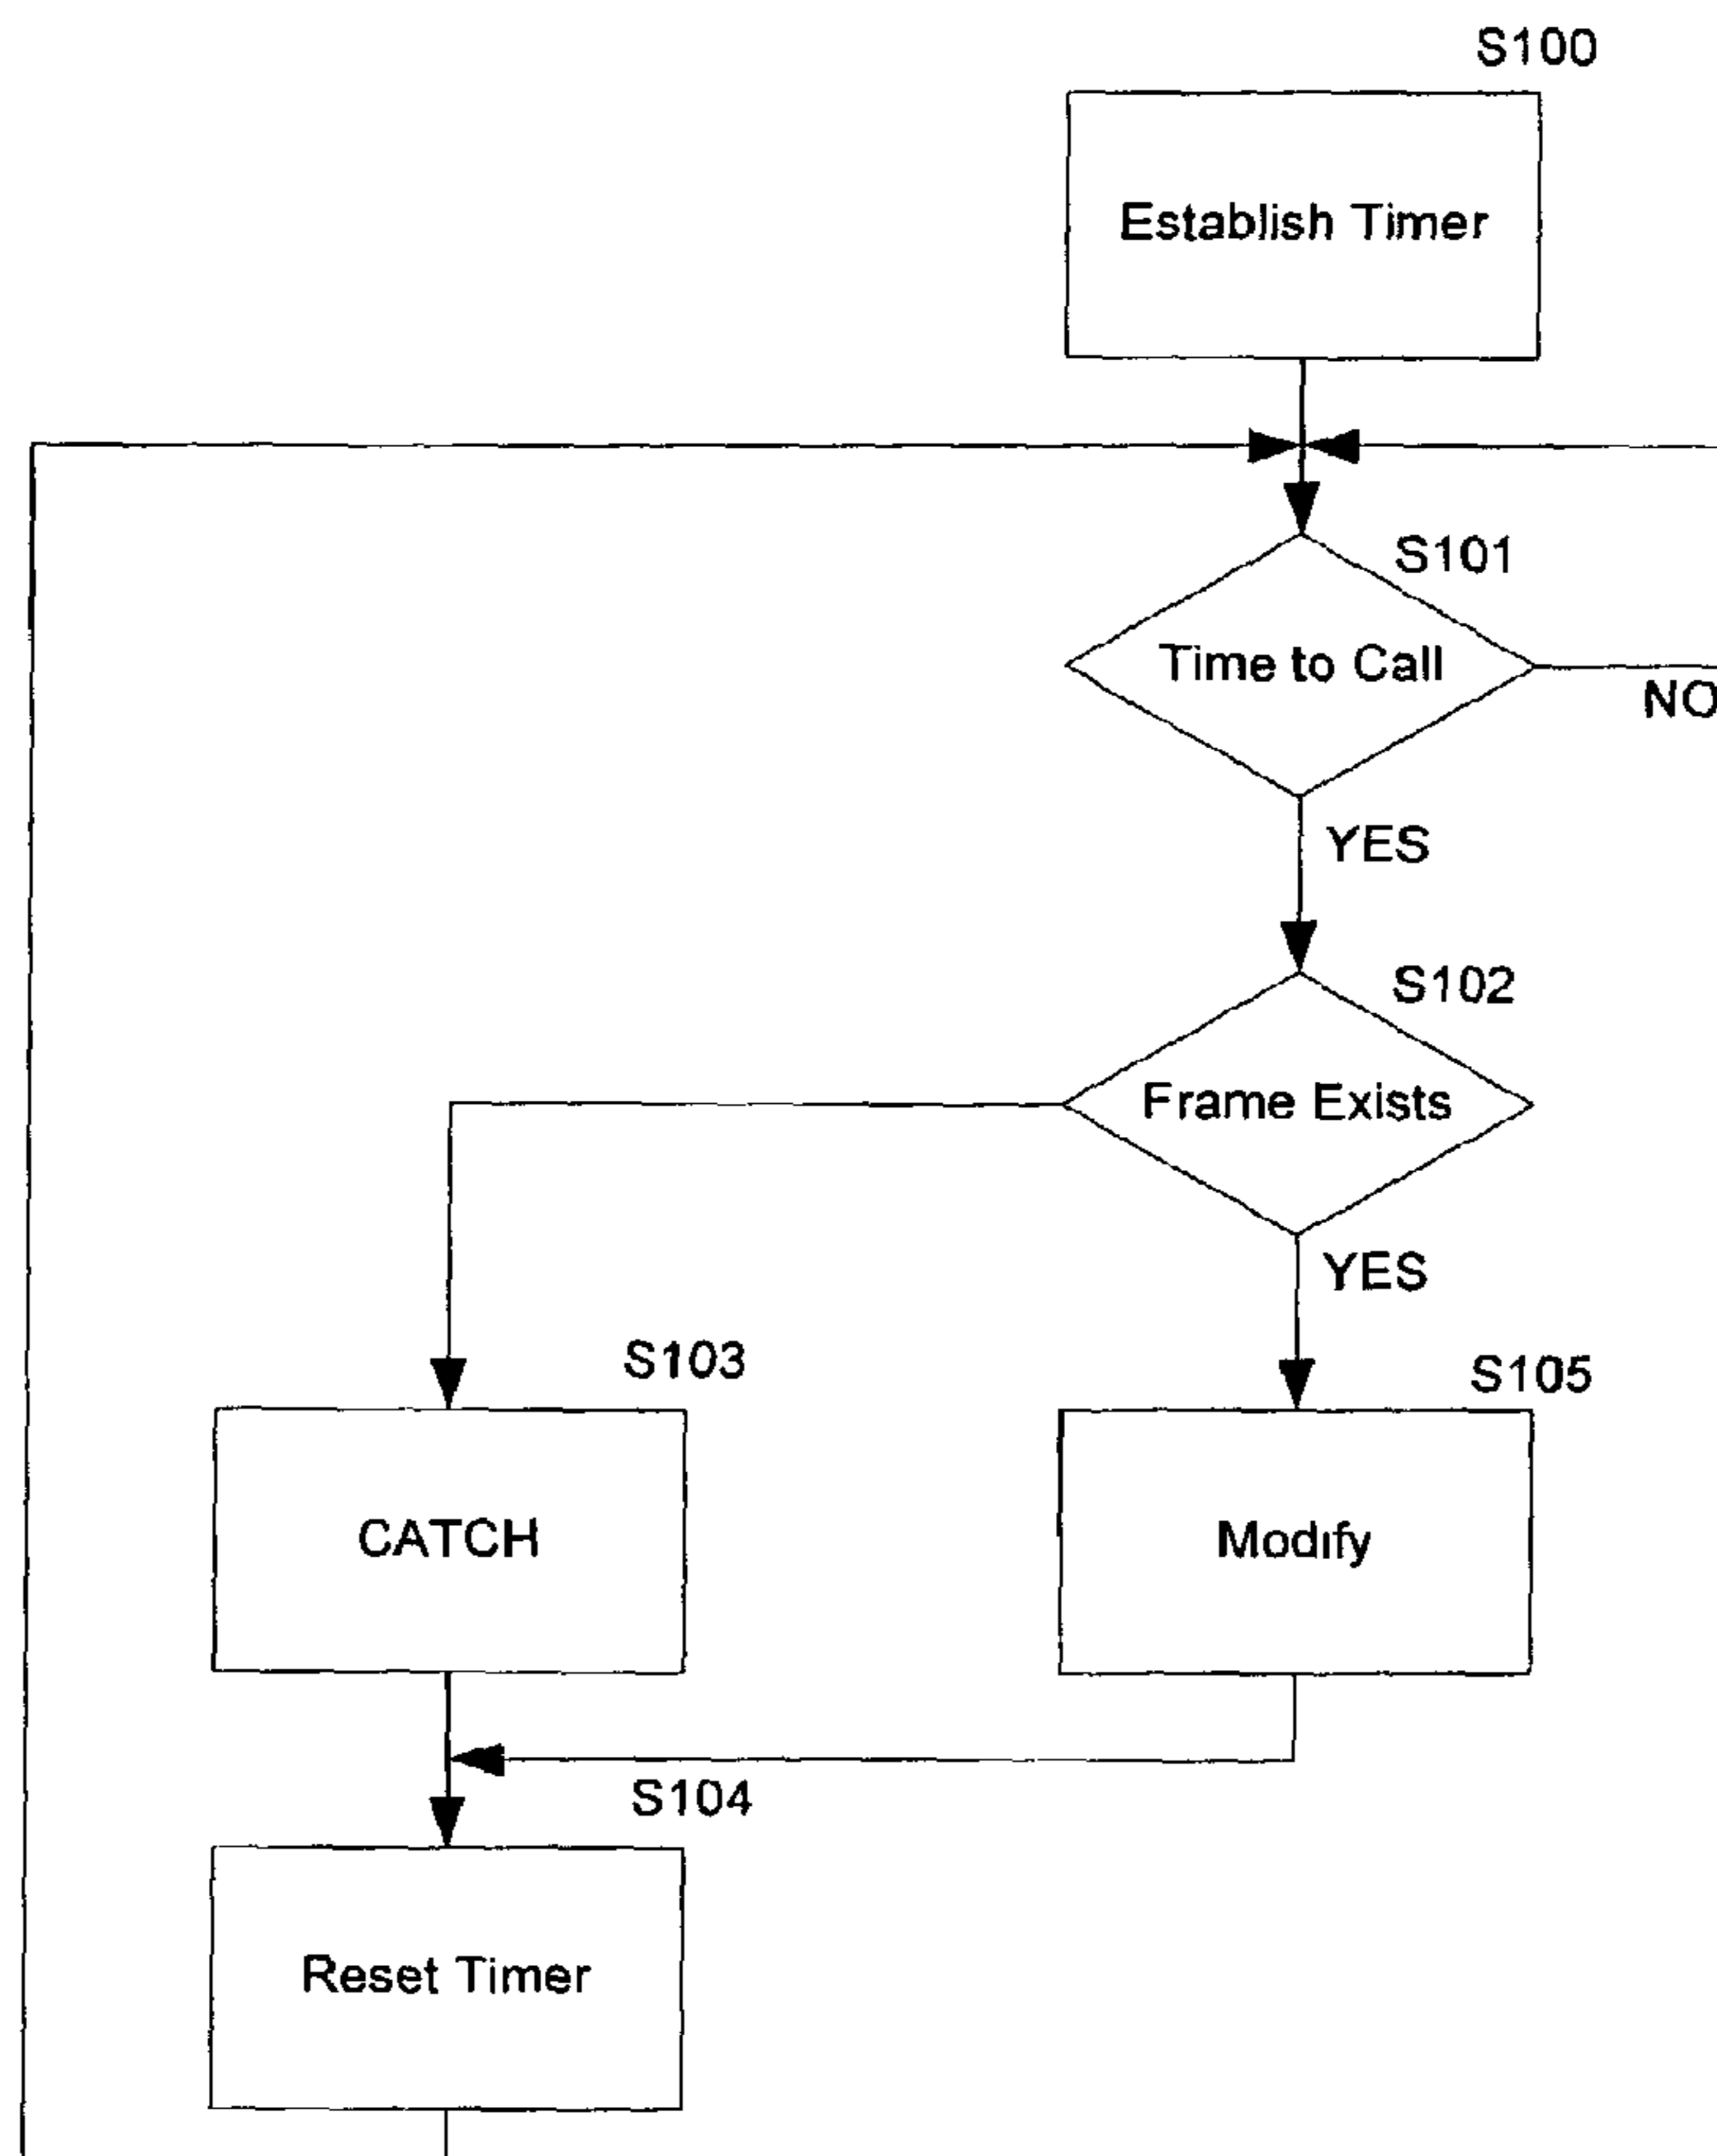 S100
Establish Timer
S101
Time to Call
NO
YES
S102
Frame Exists
YES
S103
S105
CATCH
Modify
S104
Reset Timer